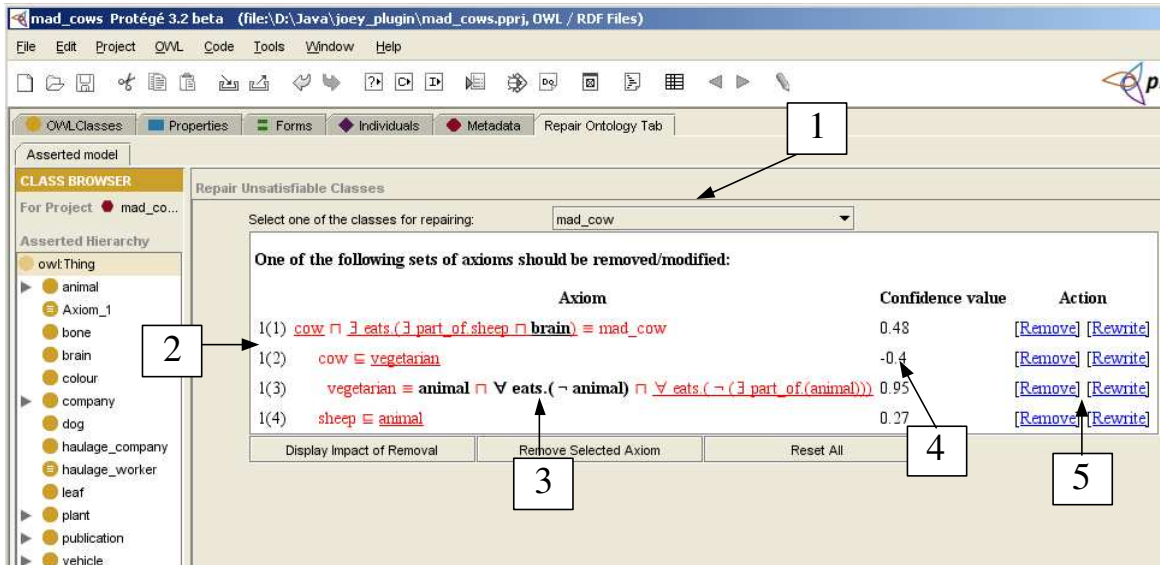 mad_cows Protégé 3.2 beta (file:\D:\Java\joey_plugin\mad_cows.pprj, OWL / RDF Files)
File Edit Project OWL Code Tools Window Help
OWLClasses Properties Forms Individuals Metadata Repair Ontology Tab
1
Asserted model
CLASS BROWSER
Repair Unsatisfiable Classes
For Project mad_co...
Select one of the classes for repairing: mad_cow
Asserted Hierarchy
owl:Thing
animal
Axiom_1
bone
brain
colour
company
dog
haulage_company
haulage_worker
leaf
plant
publication
vehicle
One of the following sets of axioms should be removed/modified:
Axiom Confidence value Action
1(1) cow ⊓ ∃ eats.(∃ part_of.sheep ⊓ brain) ≡ mad_cow 0.48 [Remove] [Rewrite]
1(2) cow ⊑ vegetarian -0.4 [Remove] [Rewrite]
1(3) vegetarian ≡ animal ⊓ ∀ eats.( ¬ animal) ⊓ ∀ eats.( ¬ (∃ part_of.(animal))) 0.95 [Remove] [Rewrite]
1(4) sheep ⊑ animal 0.27 [Remove] [Rewrite]
Display Impact of Removal Remove Selected Axiom Reset All
2
3
4
5